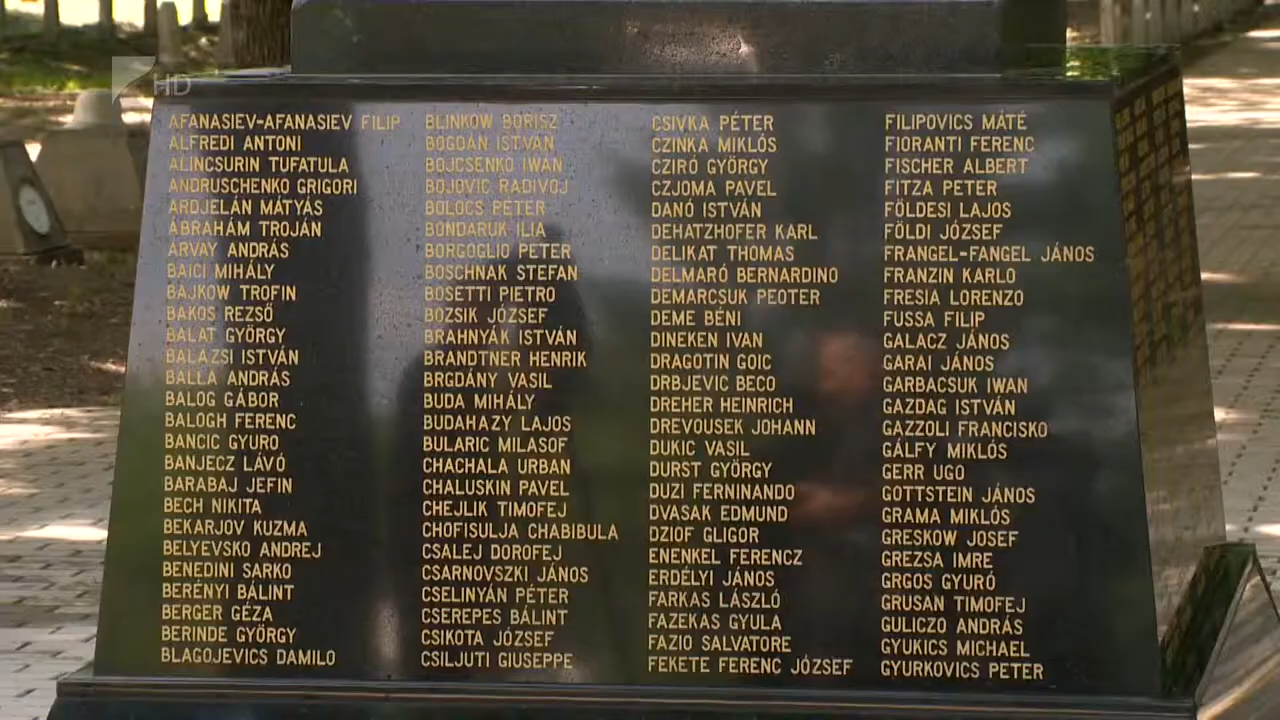 HD
AFANASIEV-AFANASIEV FILIP
ALFREDI ANTONI
ALINCSURIN TUFATULA
ANDRUSCHENKO GRIGORI
ARDJELÁN MÁTYÁS
ÁBRAHÁM TROJÁN
ÁRVAY ANDRÁS
BAICI MIHÁLY
BAJKOW TROFIN
BAKOS REZSŐ
BALAT GYÖRGY
BALÁZSI ISTVÁN
BALLA ANDRÁS
BALOG GÁBOR
BALOGH FERENC
BANCIC GYURO
BANJECZ LÁVÓ
BARABAJ JEFIN
BECH NIKITA
BEKARJOV KUZMA
BELYEVSKO ANDREJ
BENEDINI SARKO
BERÉNYI BÁLINT
BERGER GÉZA
BERINDE GYÖRGY
BLAGOJEVICS DAMILO
BLINKOW BORISZ
BOGDÁN ISTVÁN
BOJCSENKO IWAN
BOJOVIC RADIVOJ
BOLOCS PÉTER
BONDARUK ILIA
BORGOGLIO PETER
BOSCHNAK STEFAN
BOSETTI PIETRO
BOZSIK JÓZSEF
BRAHNYÁK ISTVÁN
BRANDTNER HENRIK
BRGDÁNY VASIL
BUDA MIHÁLY
BUDAHAZY LAJOS
BULARIC MILASOF
CHACHALA URBAN
CHALUSKIN PAVEL
CHEJLIK TIMOFEJ
CHOFISULJA CHABIBULA
CSALEJ DOROFEJ
CSARNOVSZKI JÁNOS
CSELINYÁN PÉTER
CSEREPES BÁLINT
CSIKOTA JÓZSEF
CSILJUTI GIUSEPPE
CSIVKA PÉTER
CZINKA MIKLÓS
CZIRÓ GYÖRGY
CZJOMA PAVEL
DANÓ ISTVÁN
DEHATZHOFER KARL
DELIKAT THOMAS
DELMARÓ BERNARDINO
DEMARCSUK PEOTER
DEME BÉNI
DINEKEN IVAN
DRAGOTIN GOIC
DRBJEVIC BECO
DREHER HEINRICH
DREVOUSEK JOHANN
DUKIC VASIL
DURST GYÖRGY
DUZI FERNINANDO
DVASAK EDMUND
DZIOF GLIGOR
ENENKEL FERENCZ
ERDÉLYI JÁNOS
FARKAS LÁSZLÓ
FAZEKAS GYULA
FAZIO SALVATORE
FEKETE FERENC JÓZSEF
FILIPOVICS MÁTÉ
FIORANTI FERENC
FISCHER ALBERT
FITZA PETER
FÖLDESI LAJOS
FÖLDI JÓZSEF
FRANGEL-FANGEL JÁNOS
FRANZIN KARLO
FRESIA LORENZO
FUSSA FILIP
GALACZ JÁNOS
GARAI JÁNOS
GARBACSUK IWAN
GAZDAG ISTVÁN
GAZZOLI FRANCISKO
GÁLFY MIKLÓS
GERR UGO
GOTTSTEIN JÁNOS
GRAMA MIKLÓS
GRESKOW JOSEF
GREZSA IMRE
GRGOS GYURÓ
GRUSAN TIMOFEJ
GULICZO ANDRÁS
GYUKICS MICHAEL
GYURKOVICS PETER